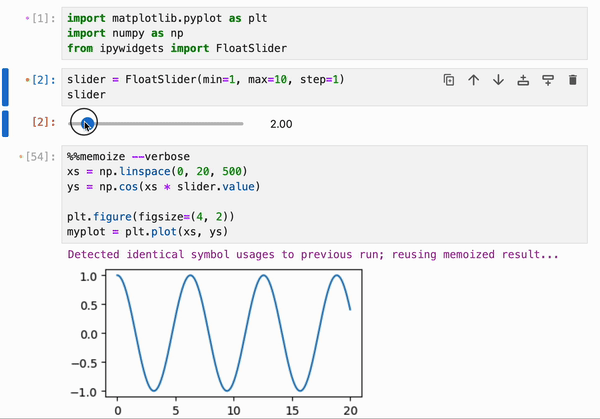 [1]: import matplotlib.pyplot as plt
import numpy as np
from ipywidgets import FloatSlider
[2]: slider = FloatSlider(min=1, max=10, step=1)
slider
[2]: 2.00
[54]: %%memoize --verbose
xs = np.linspace(0, 20, 500)
ys = np.cos(xs * slider.value)
plt.figure(figsize=(4, 2))
myplot = plt.plot(xs, ys)
Detected identical symbol usages to previous run; reusing memoized result...
1.0
0.5
0.0
−0.5
−1.0
0 5 10 15 20